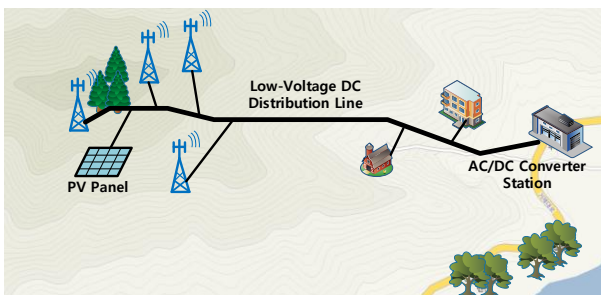 Low-Voltage DC
Distribution Line
PV Panel
AC/DC Converter
Station